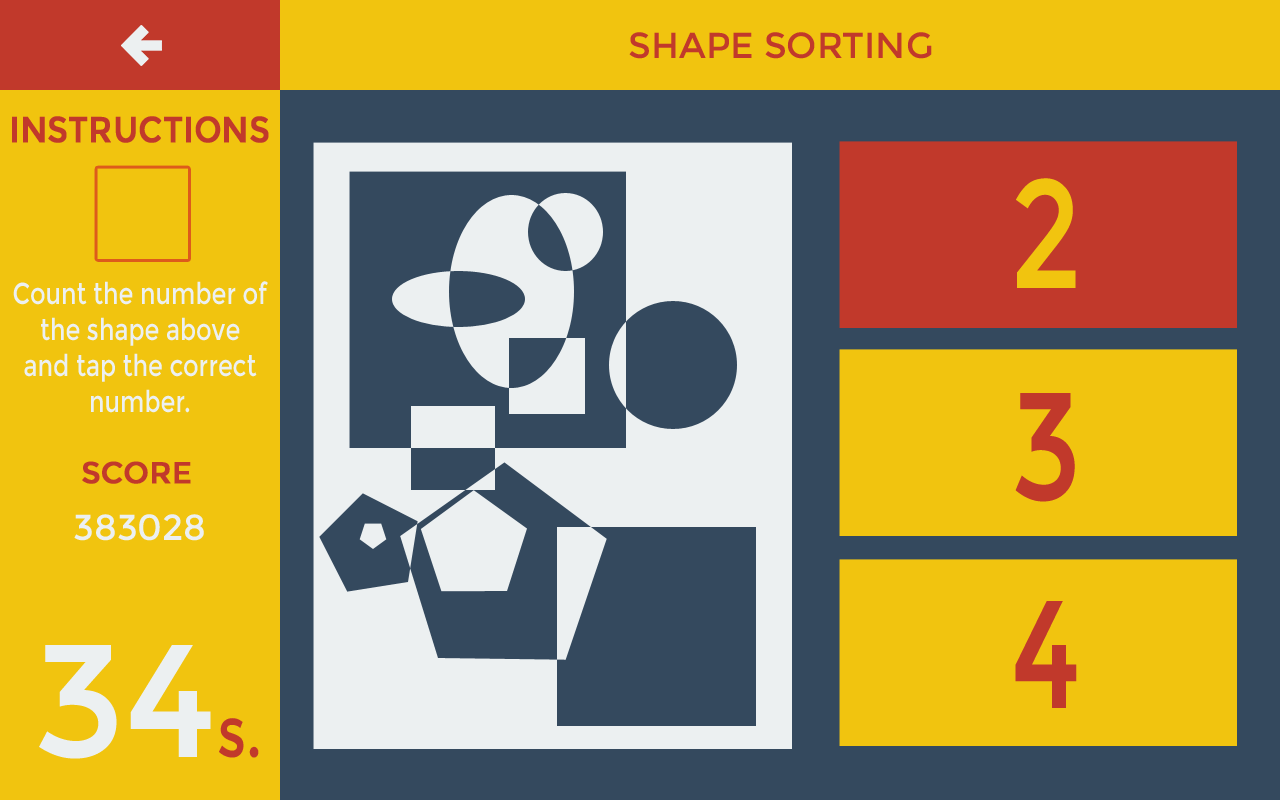 SHAPE SORTING
INSTRUCTIONS
Count the number of
the shape above
and tap the correct
number.
SCORE
383028
34s.
2
3
4